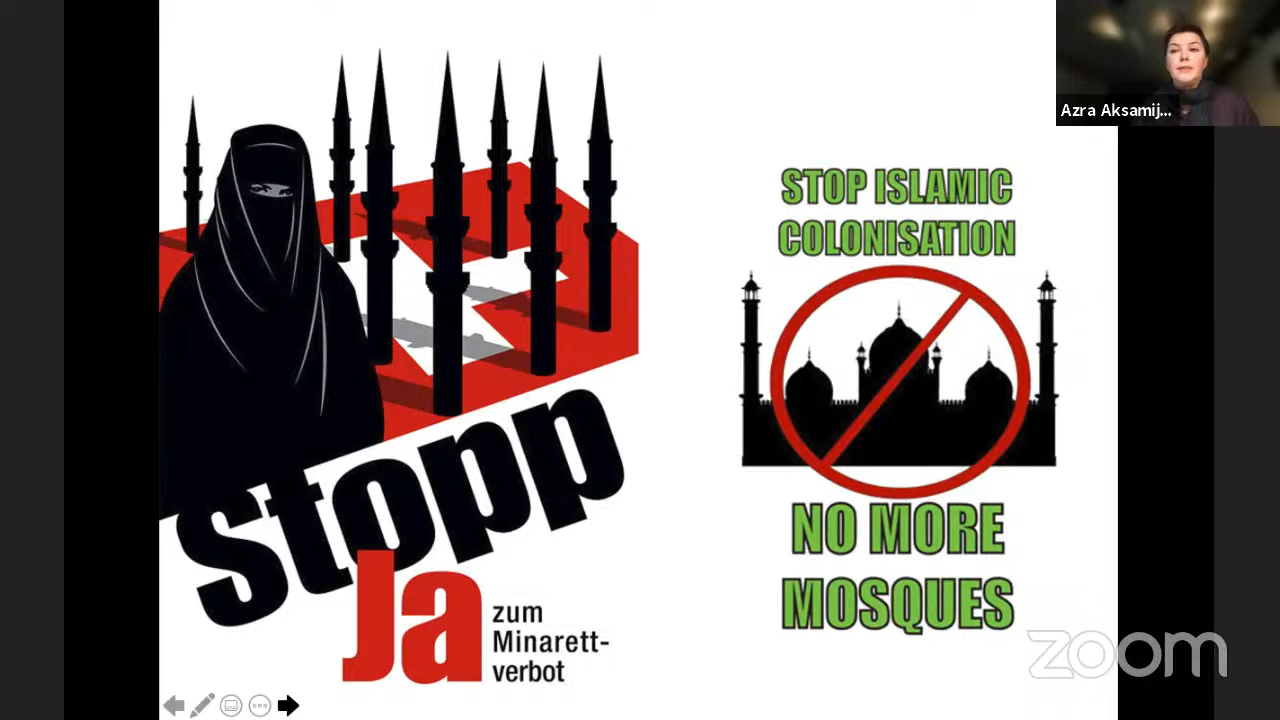 Azra Aksamij...
STOP ISLAMIC
COLONISATION
Stopp
Ja
zum
Minarett-
verbot
NO MORE
MOSQUES
zoom